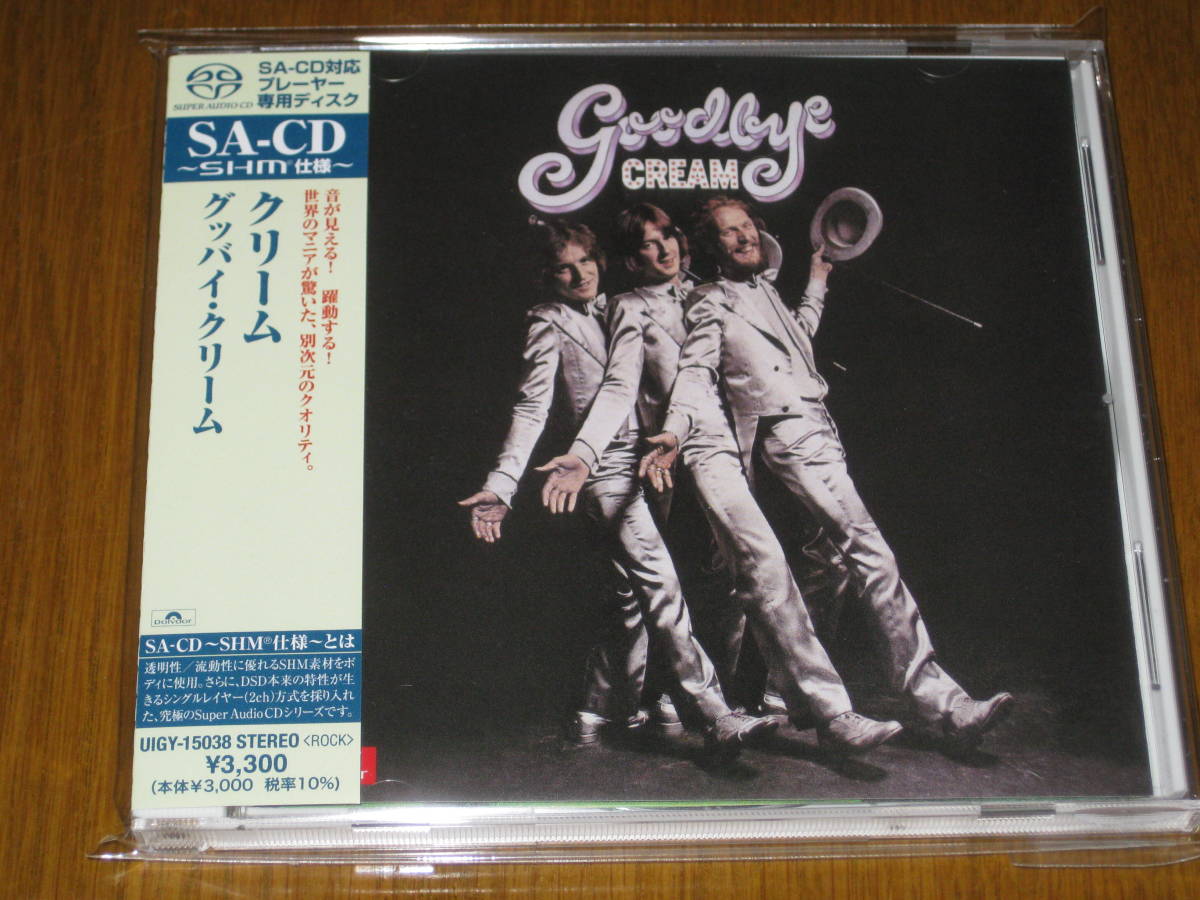 SUPER AUDIO CD
SA-CD対応
プレーヤー
専用ディスク
SA-CD
～SHM®仕様～
音が見える！ 躍動する！
世界のマニアが驚いた、別次元のクオリティ。
クリーム
グッバイ・クリーム
Polydor
SA-CD～SHM®仕様～とは
透明性／流動性に優れるSHM素材をボ
ディに使用。さらに、DSD本来の特性が生
きるシングルレイヤー(2ch)方式を採り入れ
た、究極のSuper Audio CDシリーズです。
UIGY-15038 STEREO <ROCK>
¥3,300
(本体¥3,000 税率10%)
Goodbye
CREAM